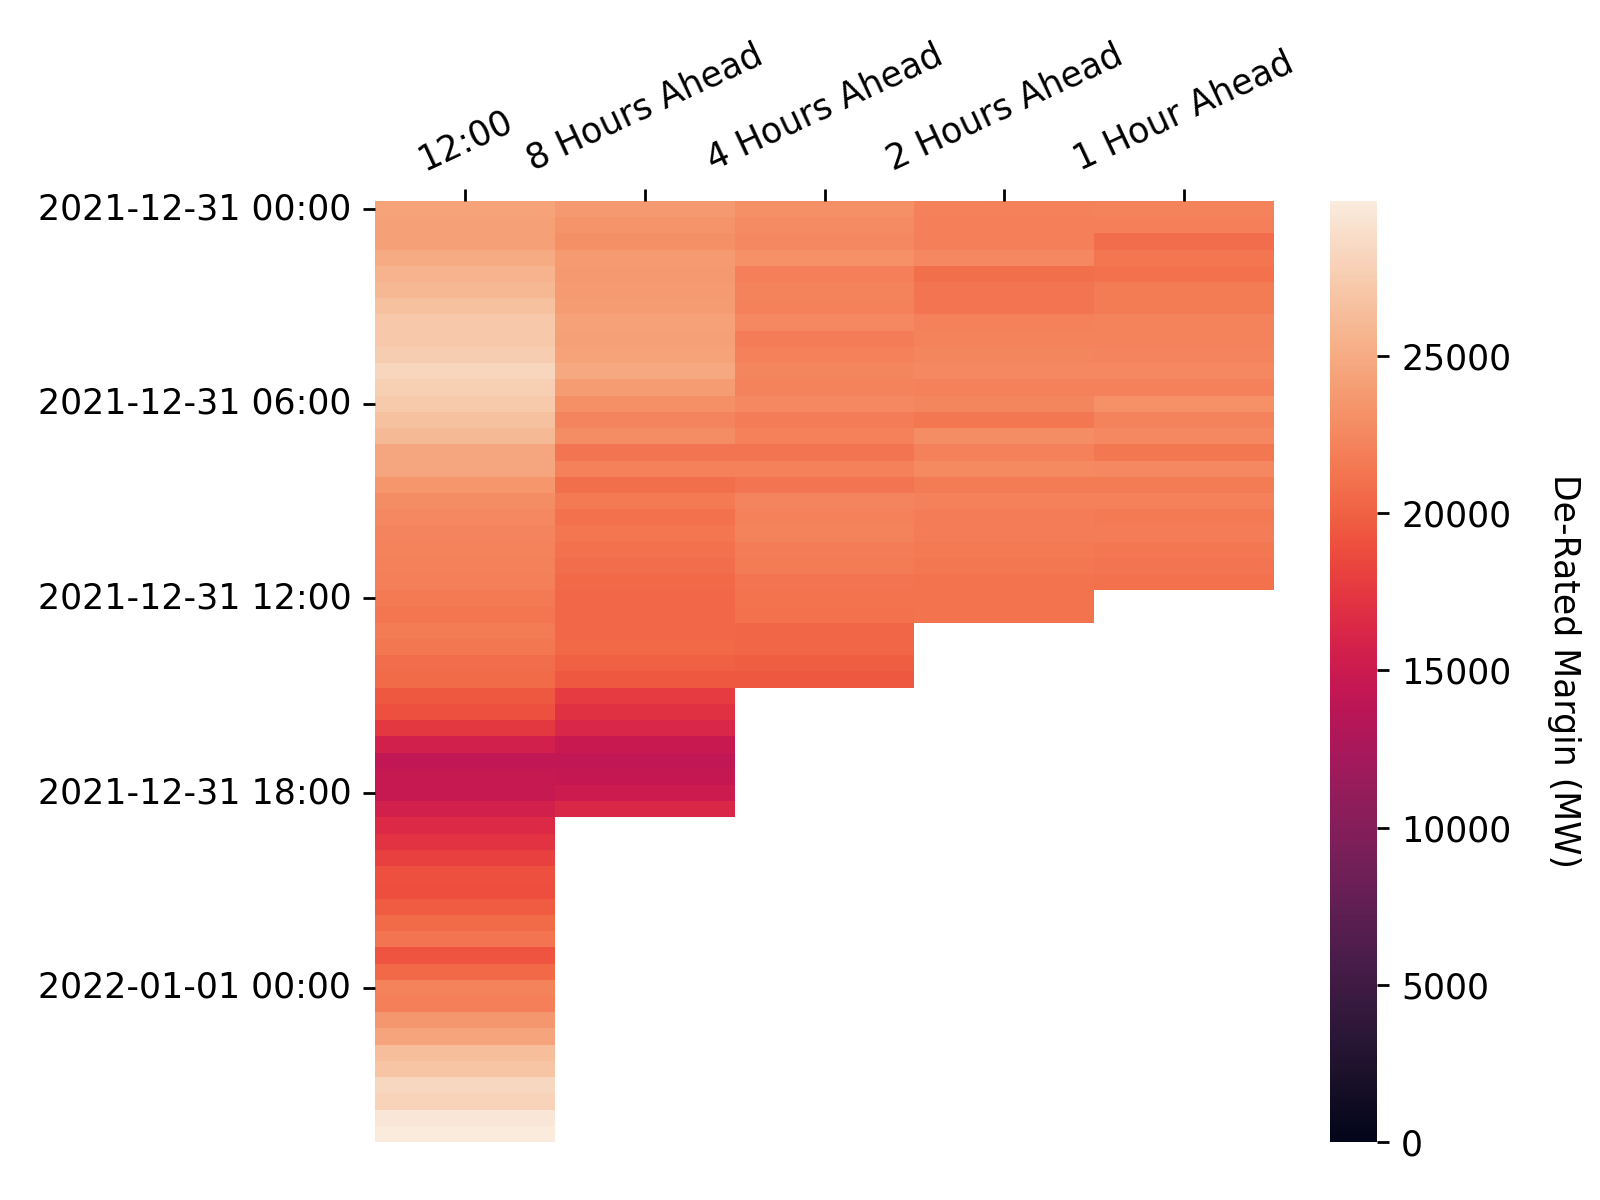 12:00
8 Hours Ahead
4 Hours Ahead
2 Hours Ahead
1 Hour Ahead
2021-12-31 00:00
2021-12-31 06:00
2021-12-31 12:00
2021-12-31 18:00
2022-01-01 00:00
25000
20000
15000
10000
5000
0
De-Rated Margin (MW)